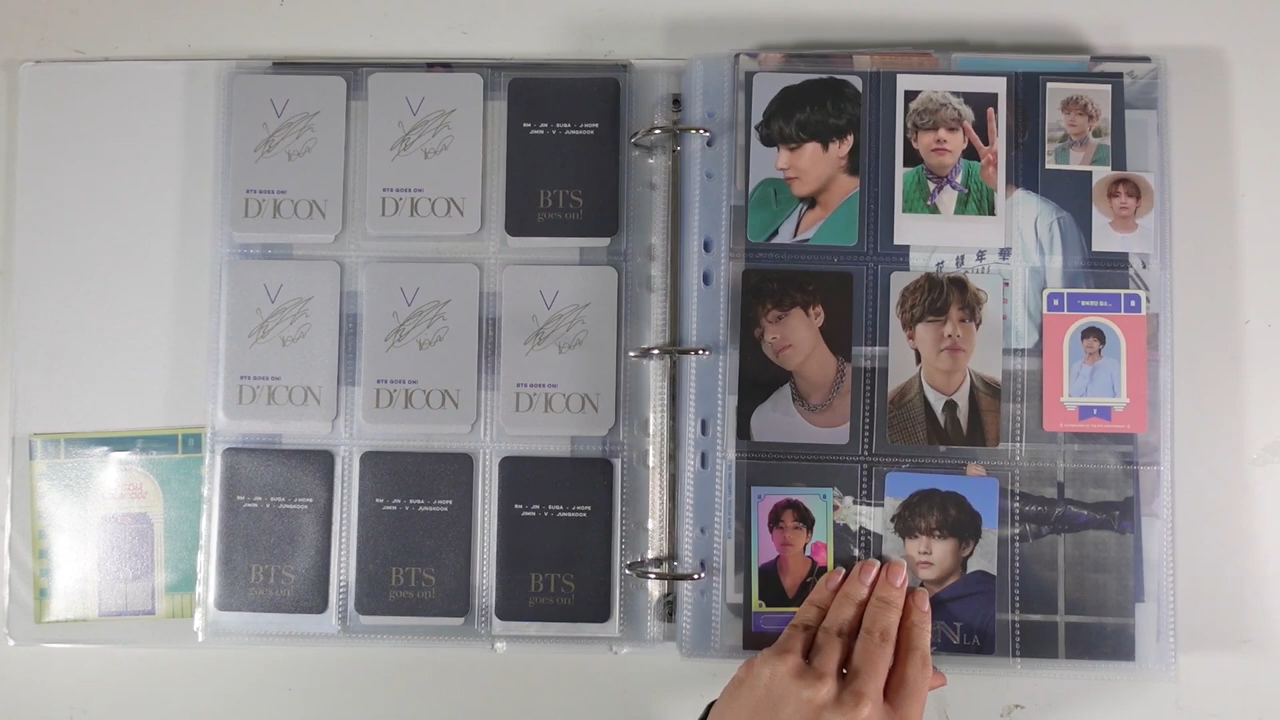 V
BTS GOES ON!
D'/ICON
V
BTS GOES ON!
D'/ICON
RM - JIN - SUGA - J-HOPE
JIMIN - V - JUNGKOOK
BTS
goes on!
V
BTS GOES ON!
D'/ICON
V
BTS GOES ON!
D'/ICON
V
BTS GOES ON!
D'/ICON
RM - JIN - SUGA - J-HOPE
JIMIN - V - JUNGKOOK
BTS
goes on!
RM - JIN - SUGA - J-HOPE
JIMIN - V - JUNGKOOK
BTS
goes on!
RM - JIN - SUGA - J-HOPE
JIMIN - V - JUNGKOOK
BTS
goes on!
花樣年華
V
LA